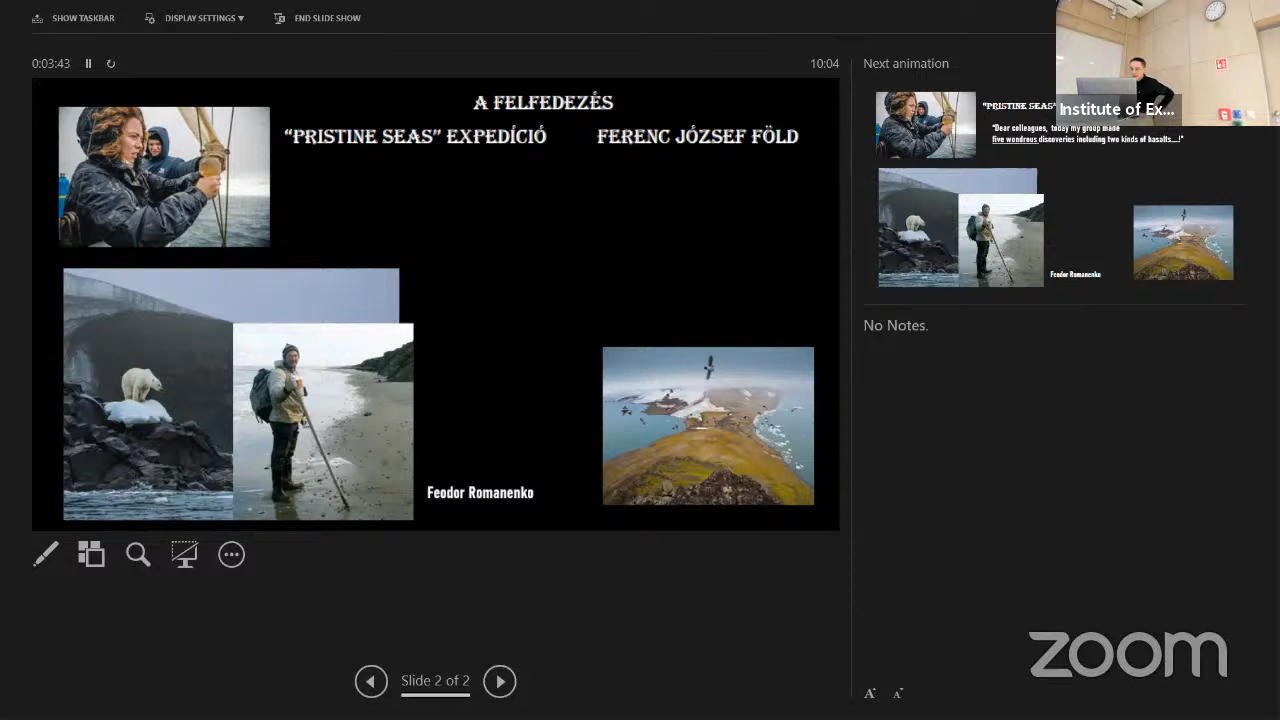 SHOW TASKBAR
DISPLAY SETTINGS ▼
END SLIDE SHOW
0:03:43
10:04
A FELFEDEZÉS
“PRISTINE SEAS” EXPEDÍCIÓ FERENC JÓZSEF FÖLD
Feodor Romanenko
Next animation
Institute of Ex...
“PRISTINE SEAS”
“Dear colleagues, today my group made
five wondrous discoveries including two kinds of basalts....!”
Feodor Romanenko
No Notes.
Slide 2 of 2
A A
zoom